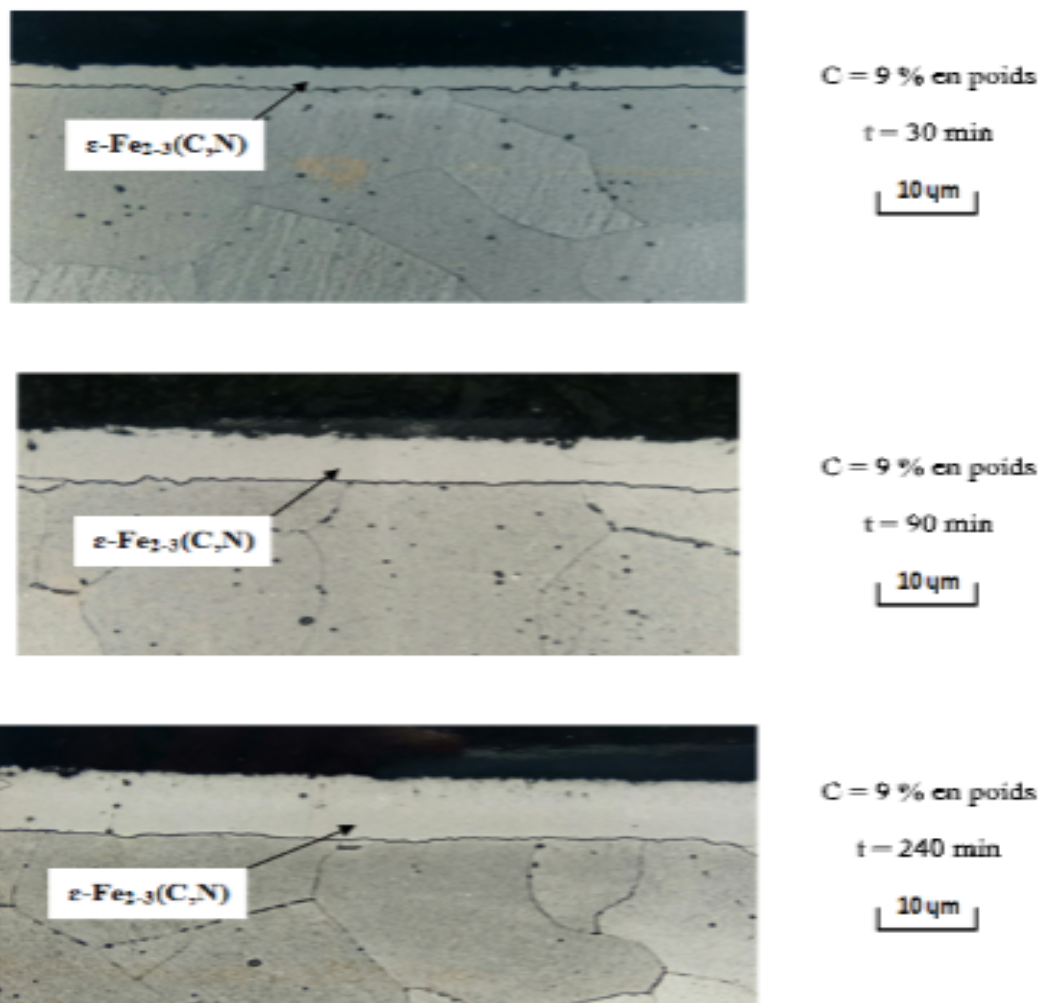 C = 9 % en poids
t = 30 min
10 µm
ε-Fe₂₋₃(C,N)
C = 9 % en poids
t = 90 min
10 µm
ε-Fe₂₋₃(C,N)
C = 9 % en poids
t = 240 min
10 µm
ε-Fe₂₋₃(C,N)